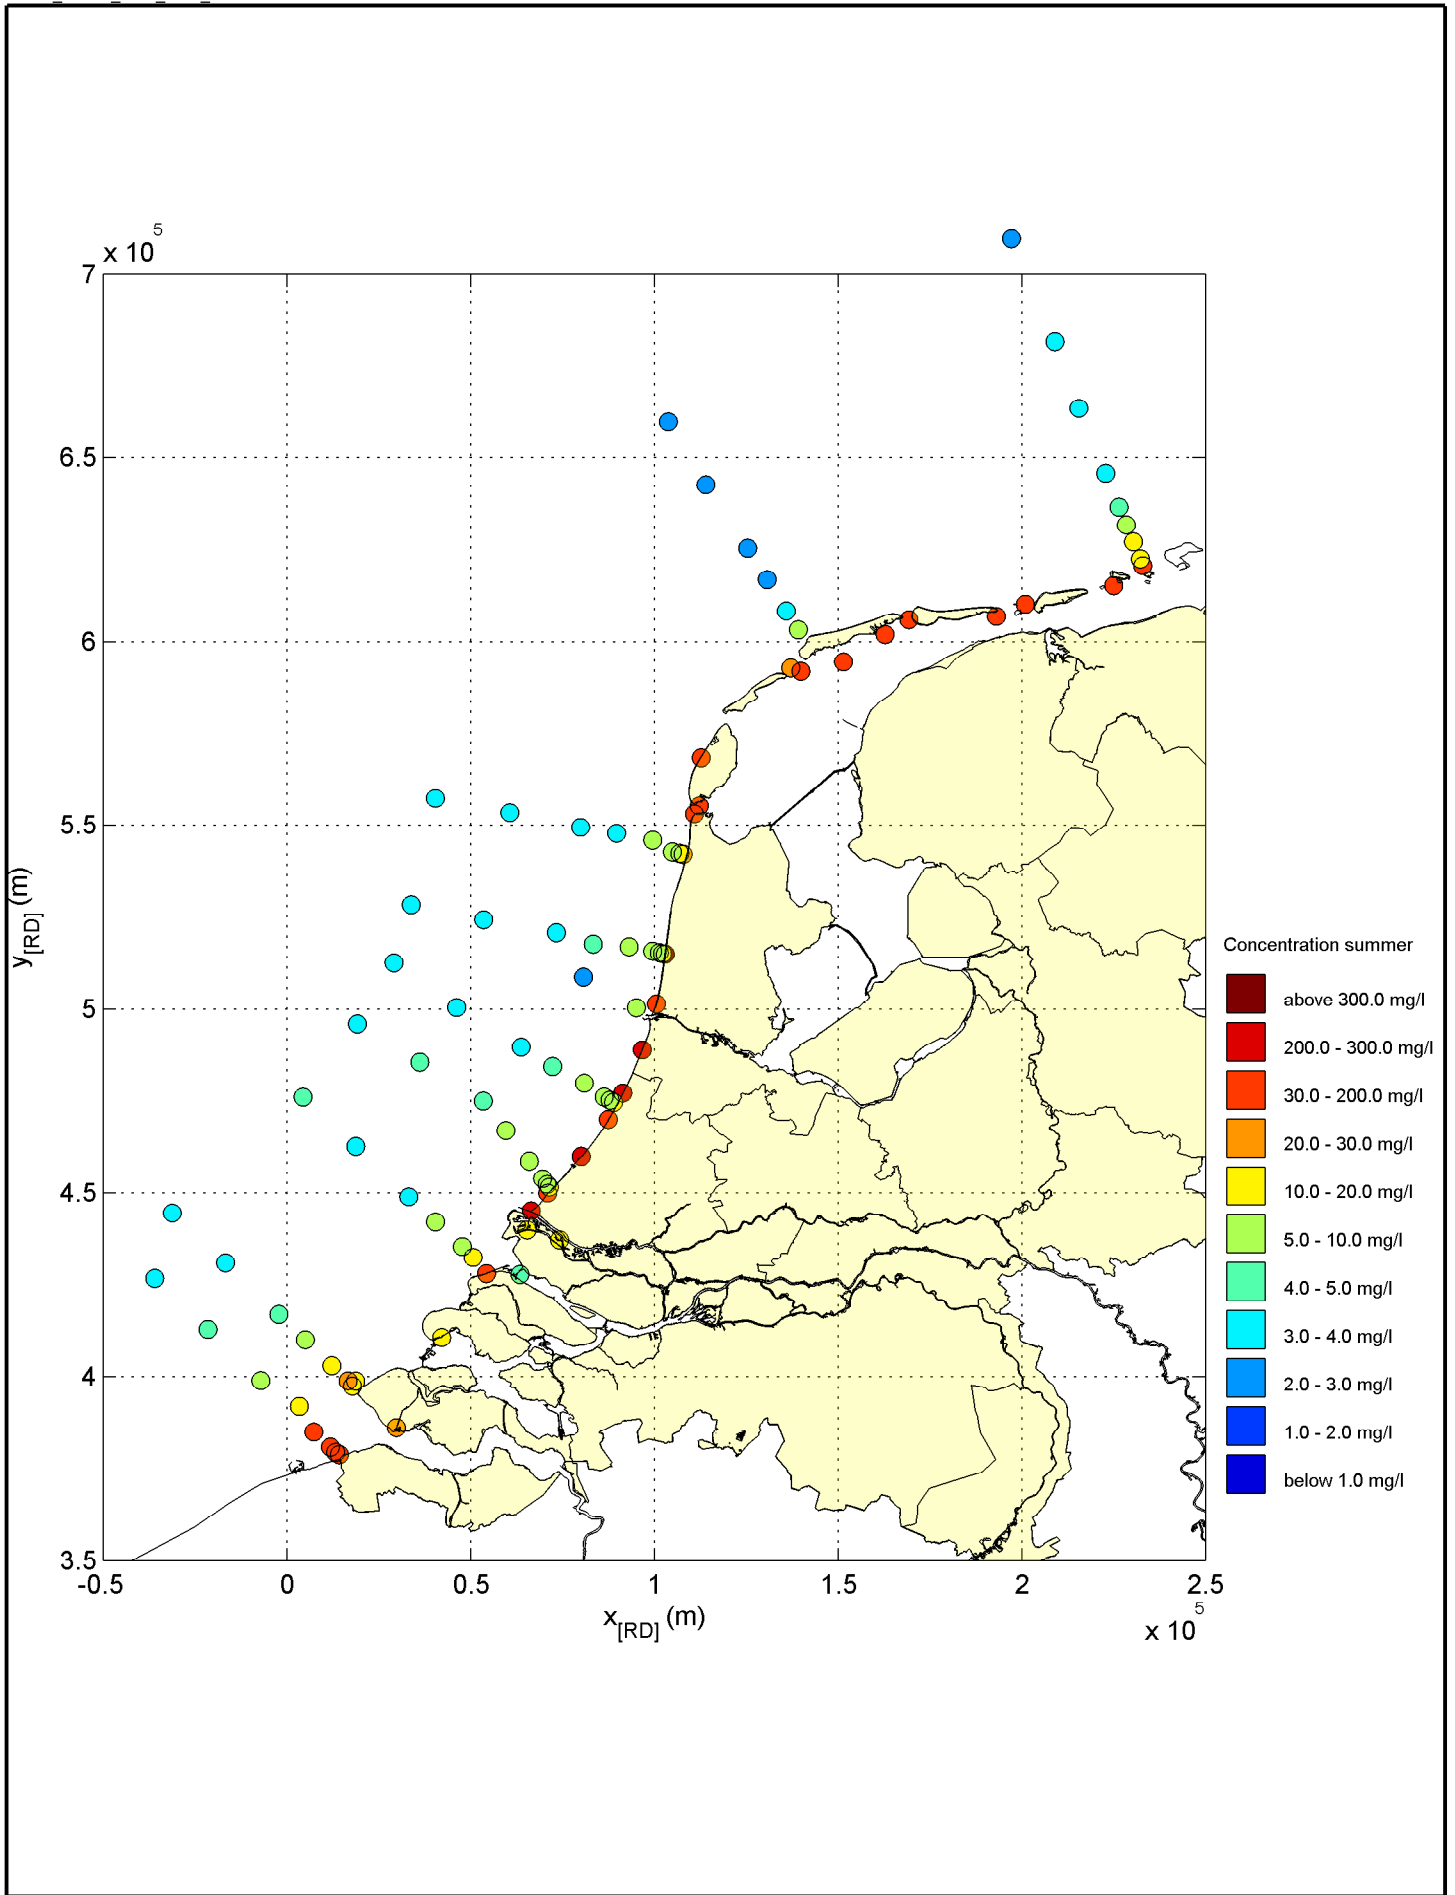 5
x 10
7
6.5
6
5.5
5
4.5
4
3.5
y[RD] (m)
-0.5 0 0.5 1 1.5 2 2.5
x[RD] (m)
5
x 10
Concentration summer
above 300.0 mg/l
200.0 - 300.0 mg/l
30.0 - 200.0 mg/l
20.0 - 30.0 mg/l
10.0 - 20.0 mg/l
5.0 - 10.0 mg/l
4.0 - 5.0 mg/l
3.0 - 4.0 mg/l
2.0 - 3.0 mg/l
1.0 - 2.0 mg/l
below 1.0 mg/l